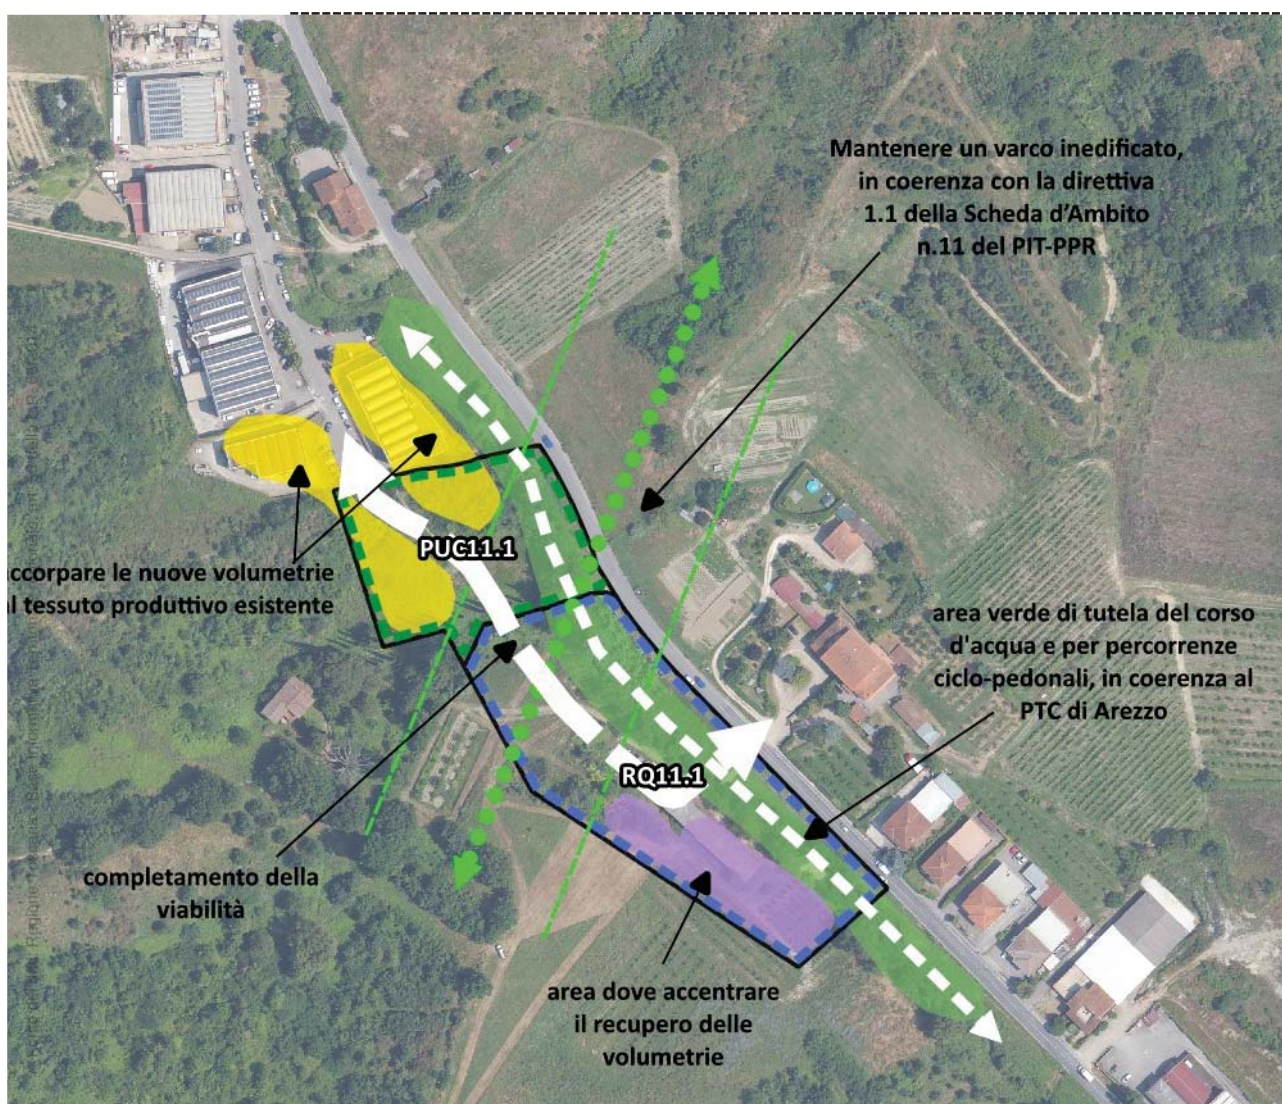 Mantenere un varco inedificato,
in coerenza con la direttiva
1.1 della Scheda d'Ambito
n.11 del PIT-PPR
PUC11.1
ccorpare le nuove volumetrie
l tessuto produttivo esistente
area verde di tutela del corso
d'acqua e per percorrenze
ciclo-pedonali, in coerenza al
PTC di Arezzo
RQ11.1
completamento della
viabilità
area dove accentrare
il recupero delle
volumetrie